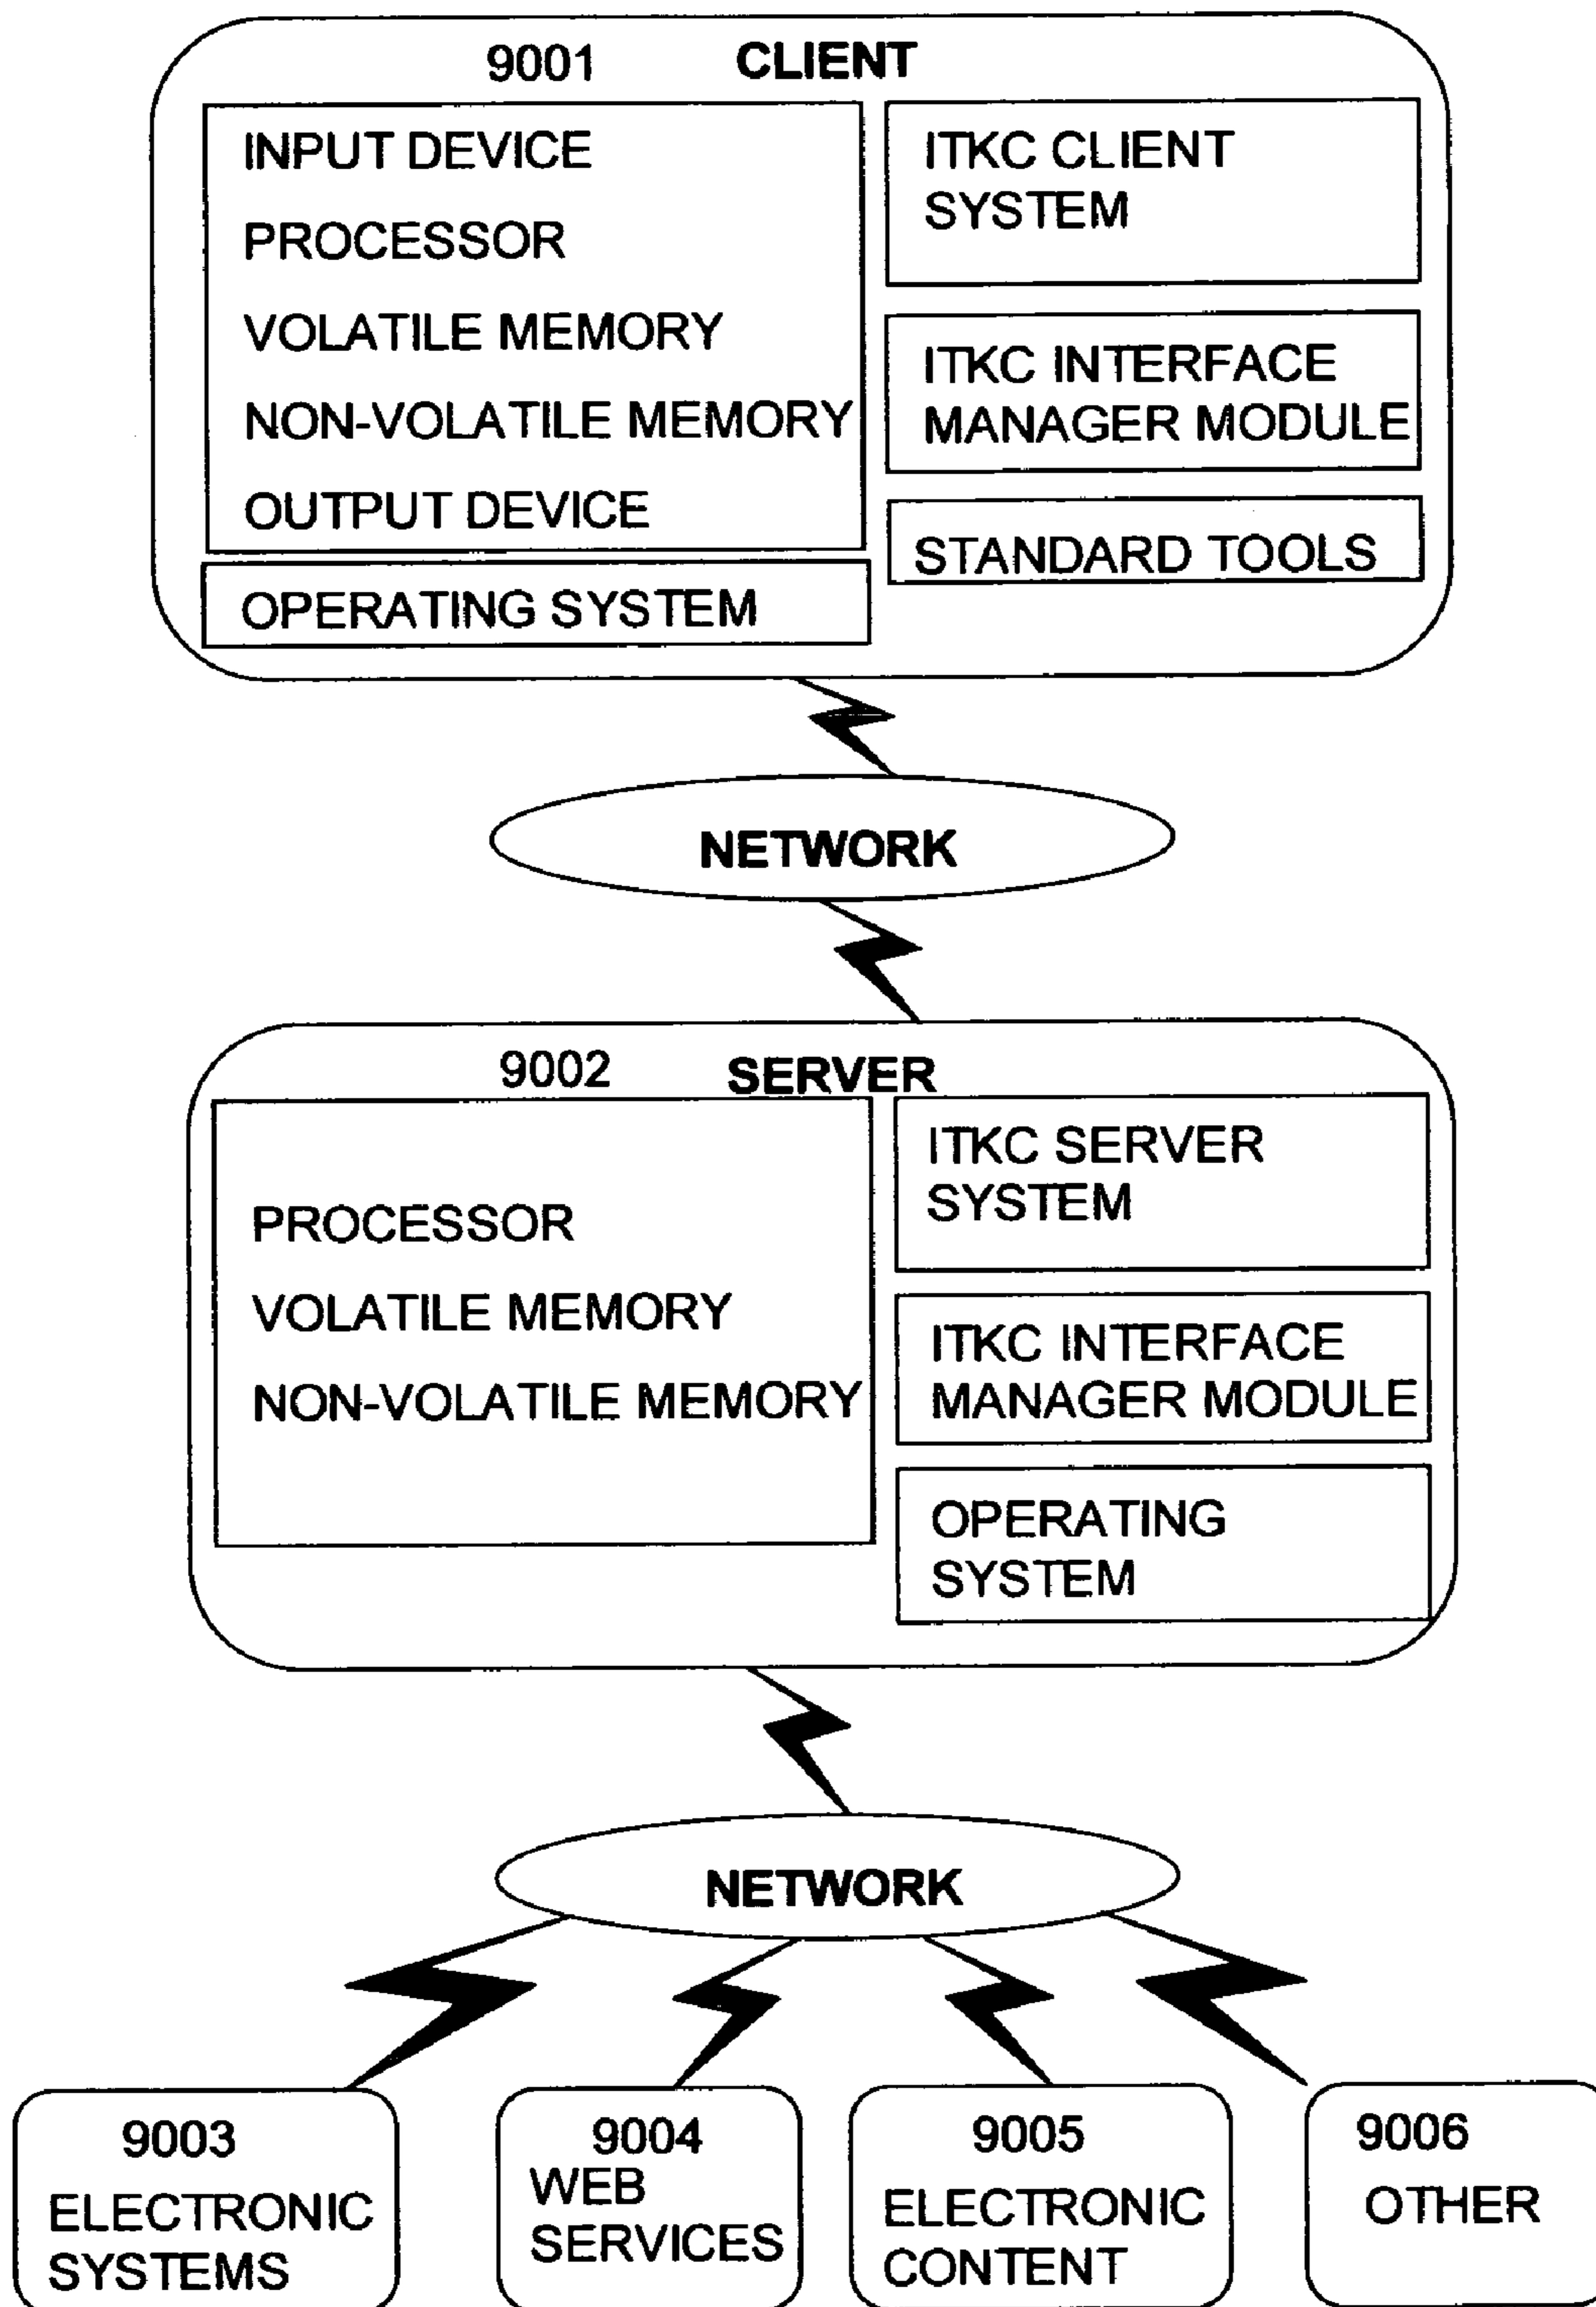 9001 CLIENT
INPUT DEVICE
PROCESSOR
VOLATILE MEMORY
NON-VOLATILE MEMORY
OUTPUT DEVICE
OPERATING SYSTEM
ITKC CLIENT
SYSTEM
ITKC INTERFACE
MANAGER MODULE
STANDARD TOOLS
NETWORK
9002 SERVER
PROCESSOR
VOLATILE MEMORY
NON-VOLATILE MEMORY
ITKC SERVER
SYSTEM
ITKC INTERFACE
MANAGER MODULE
OPERATING
SYSTEM
NETWORK
9003
ELECTRONIC
SYSTEMS
9004
WEB
SERVICES
9005
ELECTRONIC
CONTENT
9006
OTHER